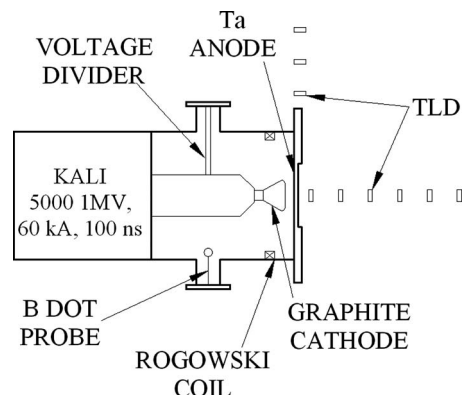 Ta
ANODE
VOLTAGE
DIVIDER
TLD
KALI
5000 1MV,
60 kA, 100 ns
B DOT
PROBE
GRAPHITE
CATHODE
ROGOWSKI
COIL